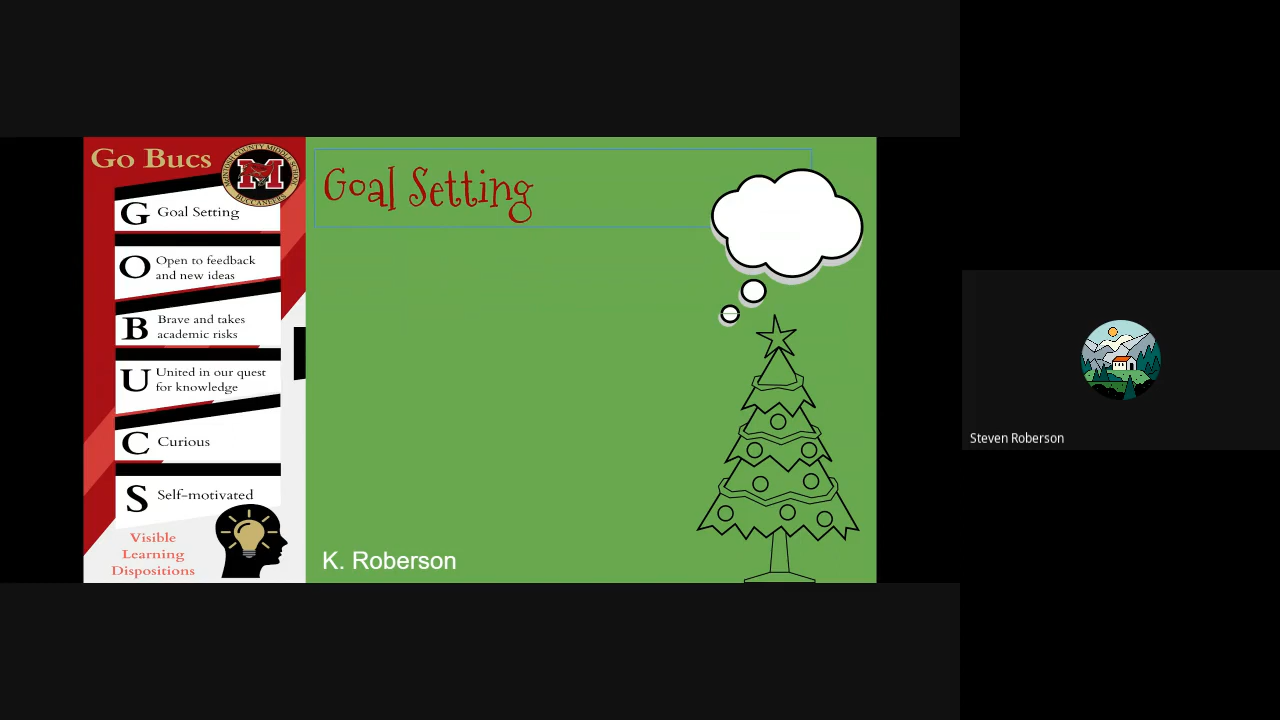 Go Bucs
M
G Goal Setting
O Open to feedback
and new ideas
B Brave and takes
academic risks
U United in our quest
for knowledge
C Curious
S Self-motivated
Visible
Learning
Dispositions
Goal Setting
K. Roberson
Steven Roberson